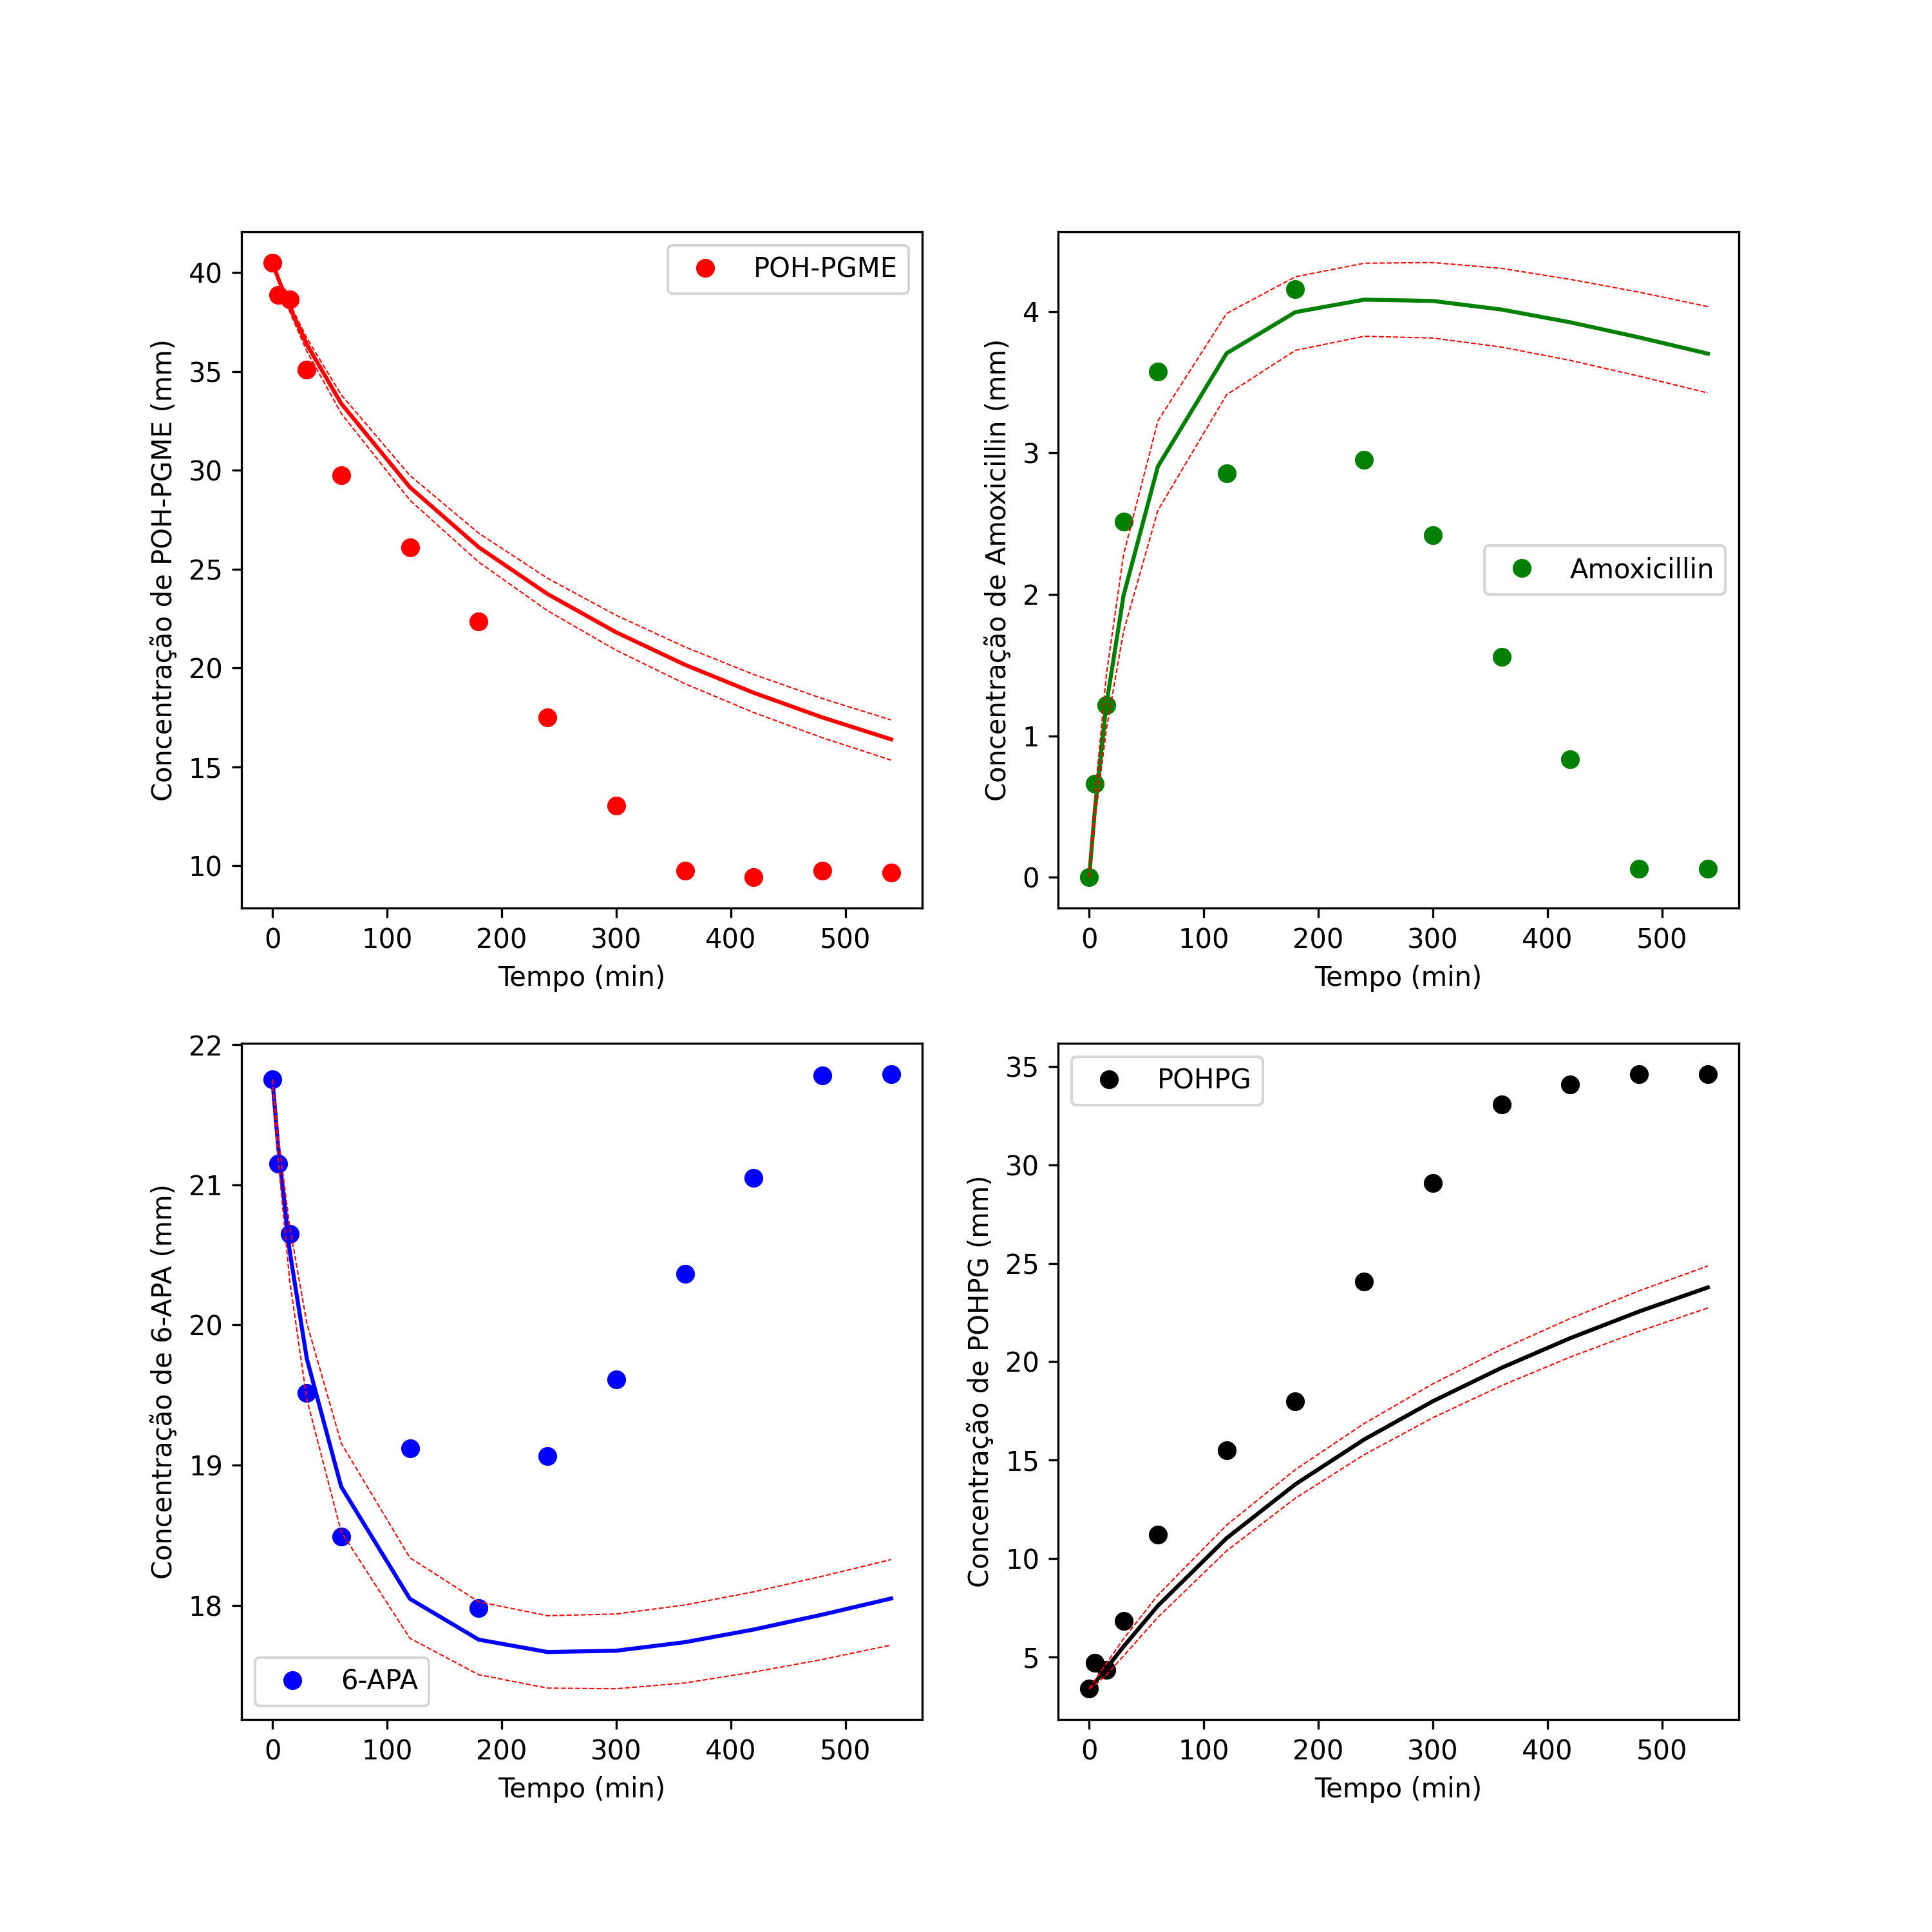 POH-PGME
Concentração de POH-PGME (mm)
40
35
30
25
20
15
10
0 100 200 300 400 500
Tempo (min)
Amoxicillin
Concentração de Amoxicillin (mm)
4
3
2
1
0
0 100 200 300 400 500
Tempo (min)
6-APA
Concentração de 6-APA (mm)
22
21
20
19
18
0 100 200 300 400 500
Tempo (min)
POHPG
Concentração de POHPG (mm)
35
30
25
20
15
10
5
0 100 200 300 400 500
Tempo (min)